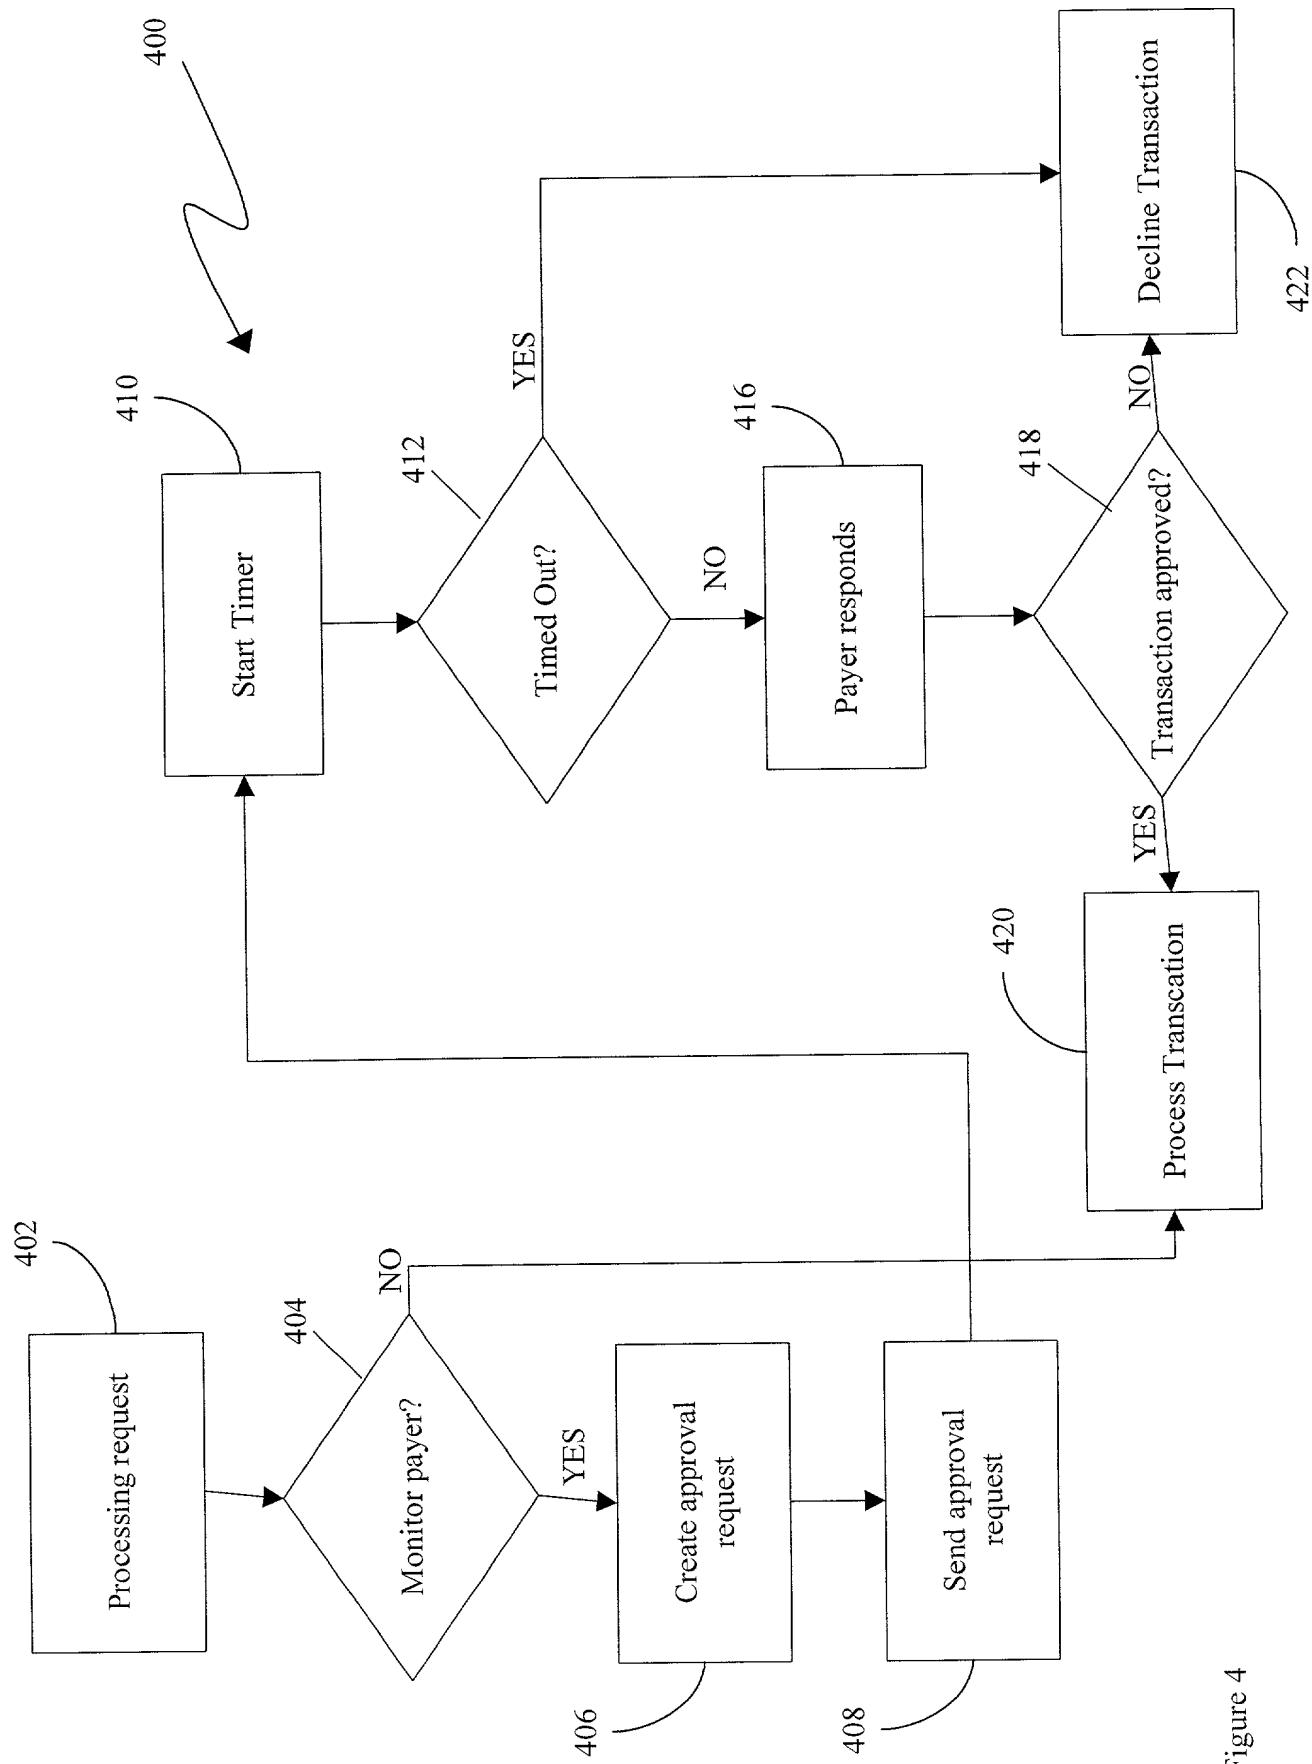 400
402
Processing request
404
Monitor payer?
NO
YES
406
Create approval
request
408
Send approval
request
410
Start Timer
412
Timed Out?
YES
NO
416
Payer responds
418
Transaction approved?
YES
NO
420
Process Transcation
422
Decline Transaction
Figure 4